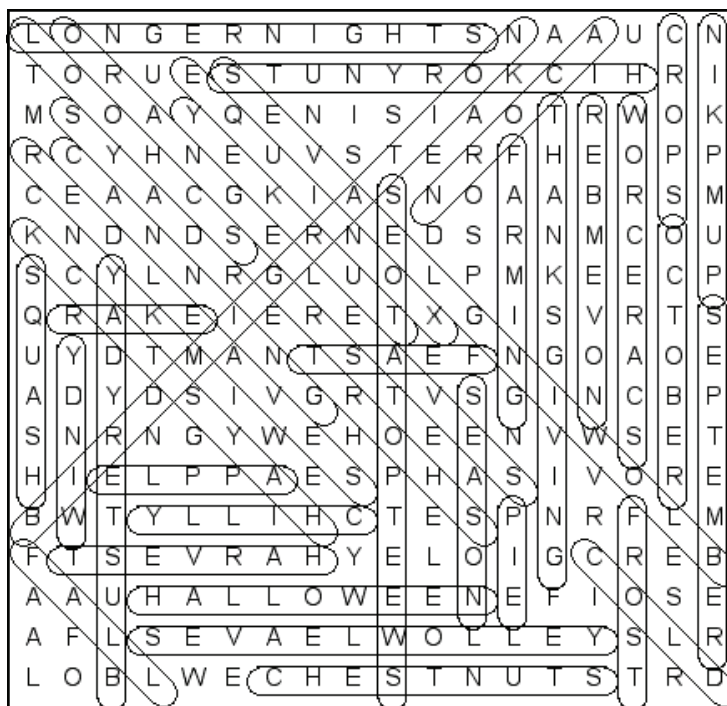 L O N G E R N I G H T S N A A U C N
T O R U E S T U N Y R O K C I H R I
M S O A Y Q E N I S I A O T R W O K
R C Y H N E U V S T E R F H E O P P
C E A A C G K I A S N O A A B R S M
K N D N D S E R N E D S R N M C O U
S C Y L N R G L U O L P M K E E C P
Q R A K E I E R E T X G I S V R T S
U Y D T M A N T S A E F N G O A O E
A D Y D S I V G R T V S G I N C B P
S N R N G Y W E H O E E N V W S E T
H I E L P P A E S P H A S I V O R E
B W T Y L L I H C T E S P N R F L M
F T S E V R A H Y E L O I G C R E B
A A U H A L L O W E E N E F I O S E
A F L S E V A E L W O L L E Y S L R
L O B L W E C H E S T N U T S T R D